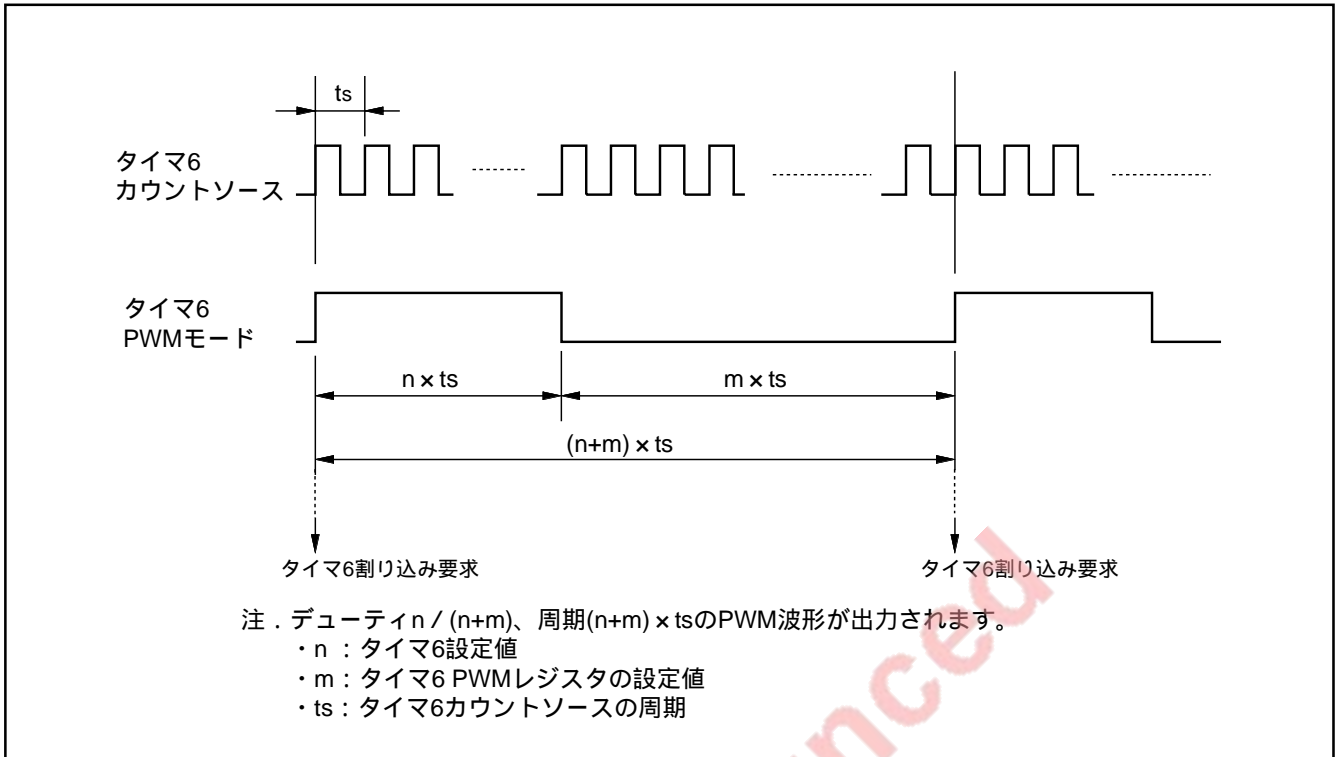 ts
タイマ6
カウントソース
タイマ6
PWMモード
n × ts
m × ts
(n+m) × ts
タイマ6割り込み要求
タイマ6割り込み要求
注．デューティn / (n+m)、周期(n+m) × tsのPWM波形が出力されます。
・n ：タイマ6設定値
・m：タイマ6 PWMレジスタの設定値
・ts：タイマ6カウントソースの周期
nced